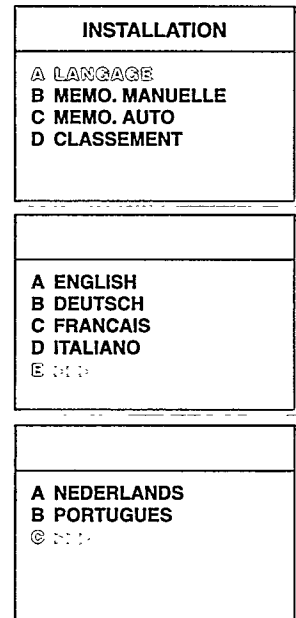 INSTALLATION
A LANGAGE
B MEMO. MANUELLE
C MEMO. AUTO
D CLASSEMENT
A ENGLISH
B DEUTSCH
C FRANCAIS
D ITALIANO
E
A NEDERLANDS
B PORTUGUES
C